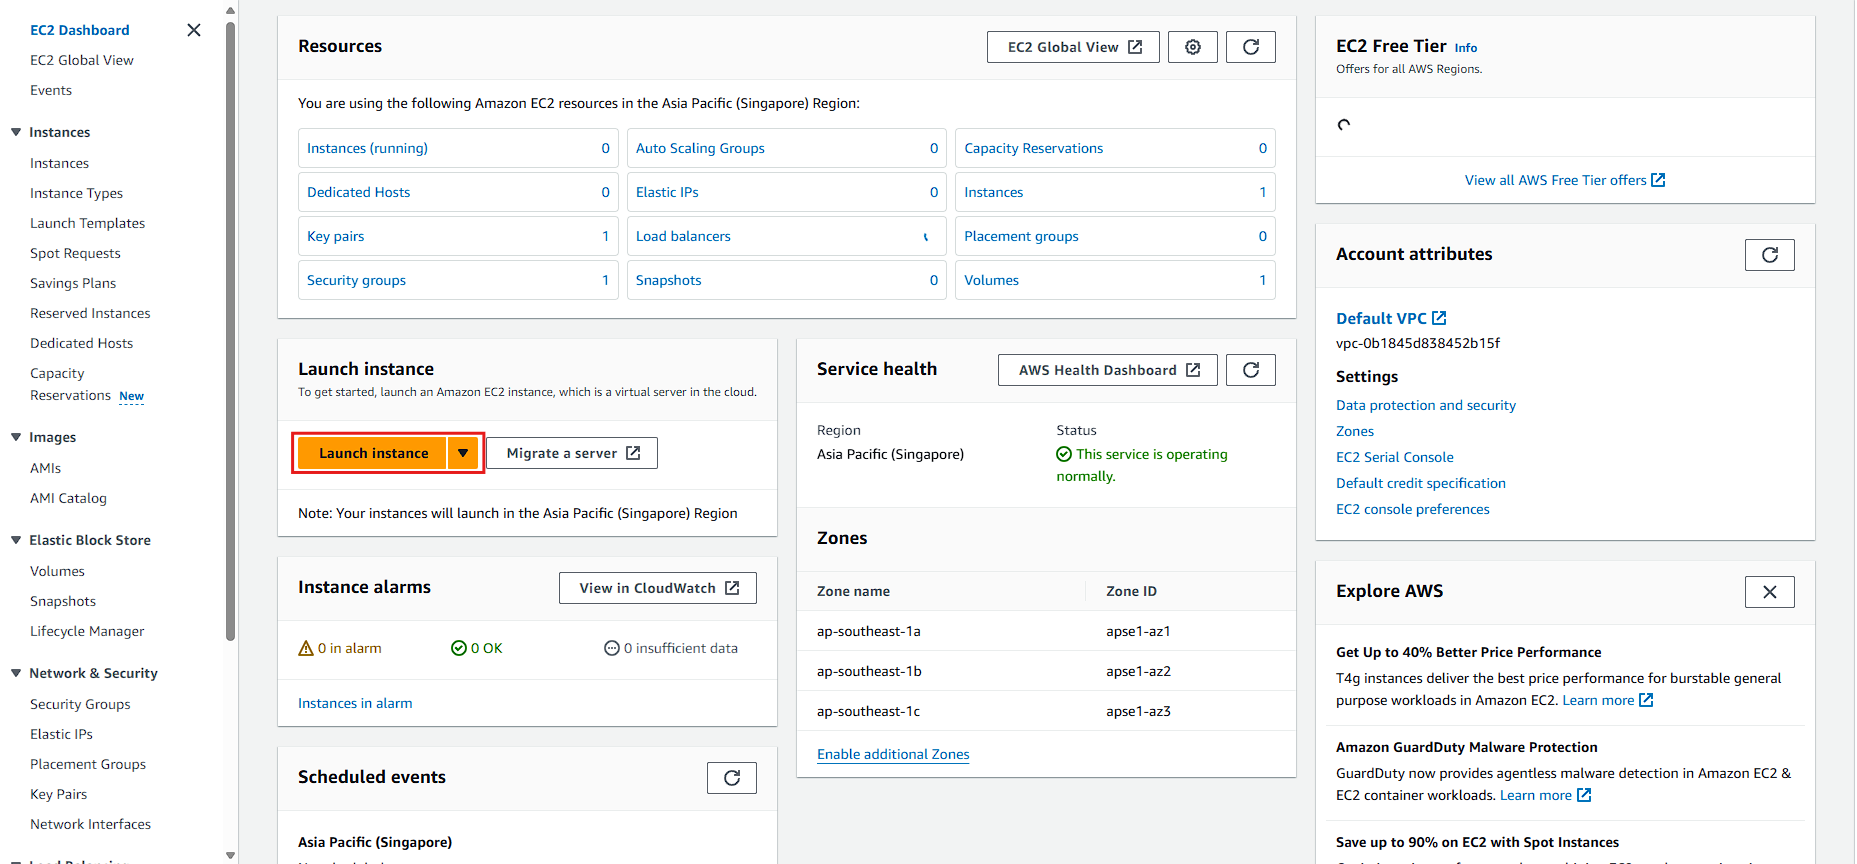 EC2 Dashboard
EC2 Global View
Events
Instances
Instances
Instance Types
Launch Templates
Spot Requests
Savings Plans
Reserved Instances
Dedicated Hosts
Capacity
Reservations New
Images
AMIs
AMI Catalog
Elastic Block Store
Volumes
Snapshots
Lifecycle Manager
Network & Security
Security Groups
Elastic IPs
Placement Groups
Key Pairs
Network Interfaces
Resources
EC2 Global View
You are using the following Amazon EC2 resources in the Asia Pacific (Singapore) Region:
Instances (running) 0
Auto Scaling Groups 0
Capacity Reservations 0
Dedicated Hosts 0
Elastic IPs 0
Instances 1
Key pairs 1
Load balancers
Placement groups 0
Security groups 1
Snapshots 0
Volumes 1
Launch instance
To get started, launch an Amazon EC2 instance, which is a virtual server in the cloud.
Launch instance
Migrate a server
Note: Your instances will launch in the Asia Pacific (Singapore) Region
Instance alarms
View in CloudWatch
0 in alarm
0 OK
0 insufficient data
Instances in alarm
Scheduled events
Asia Pacific (Singapore)
Service health
AWS Health Dashboard
Region
Asia Pacific (Singapore)
Status
This service is operating
normally.
Zones
Zone name Zone ID
ap-southeast-1a apse1-az1
ap-southeast-1b apse1-az2
ap-southeast-1c apse1-az3
Enable additional Zones
EC2 Free Tier Info
Offers for all AWS Regions.
View all AWS Free Tier offers
Account attributes
Default VPC
vpc-0b1845d838452b15f
Settings
Data protection and security
Zones
EC2 Serial Console
Default credit specification
EC2 console preferences
Explore AWS
Get Up to 40% Better Price Performance
T4g instances deliver the best price performance for burstable general
purpose workloads in Amazon EC2. Learn more
Amazon GuardDuty Malware Protection
GuardDuty now provides agentless malware detection in Amazon EC2 &
EC2 container workloads. Learn more
Save up to 90% on EC2 with Spot Instances